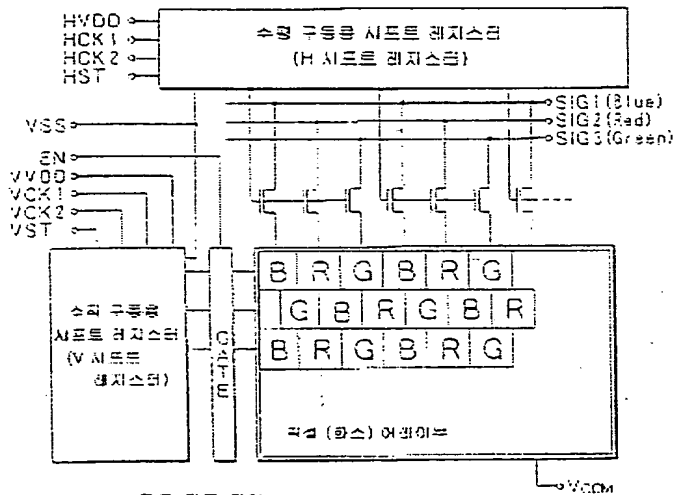 HVDD
HCK1
HCK2
HST
수평 구동용 시프트 레지스터
(H 시프트 레지스터)
SIG1(Blue)
SIG2(Red)
SIG3(Green)
VSS
EN
VVDD
VCK1
VCK2
VST
수직 구동용
시프트 레지스터
(V 시프트
레지스터)
GATE
B R G B R G
G B R G B R
B R G B R G
픽셀 (화소) 어레이부
VCOM